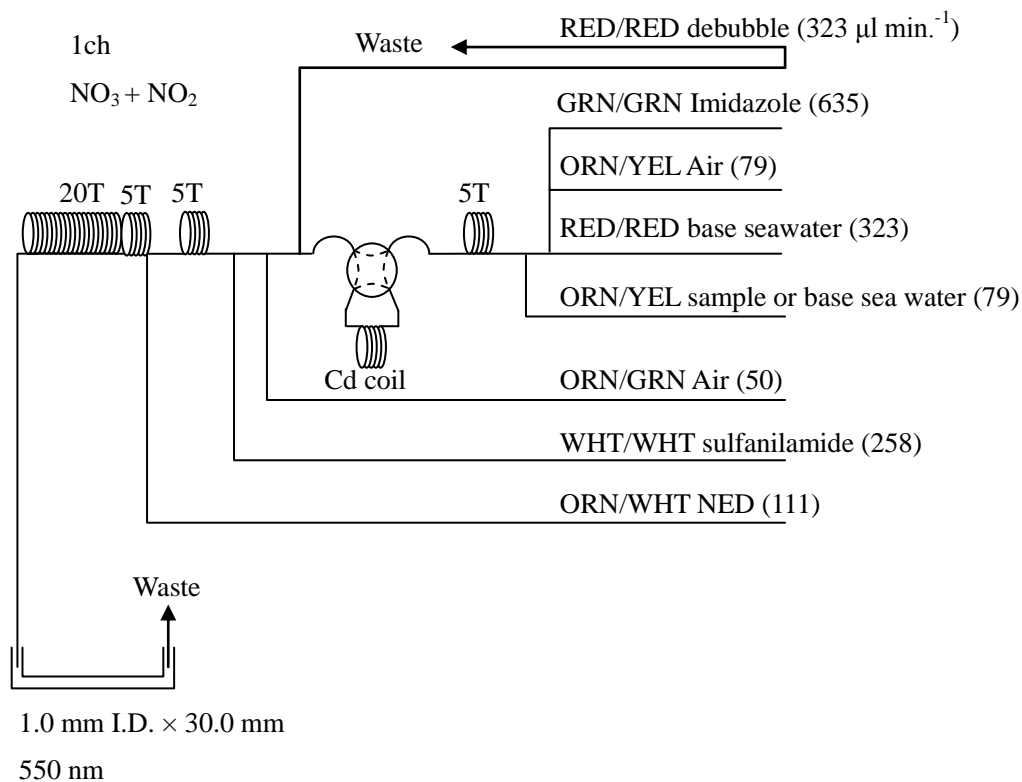 1ch
NO₃ + NO₂
Waste
RED/RED debubble (323 μl min.⁻¹)
GRN/GRN Imidazole (635)
ORN/YEL Air (79)
20T 5T 5T 5T
RED/RED base seawater (323)
ORN/YEL sample or base sea water (79)
Cd coil
ORN/GRN Air (50)
WHT/WHT sulfanilamide (258)
ORN/WHT NED (111)
Waste
1.0 mm I.D. × 30.0 mm
550 nm